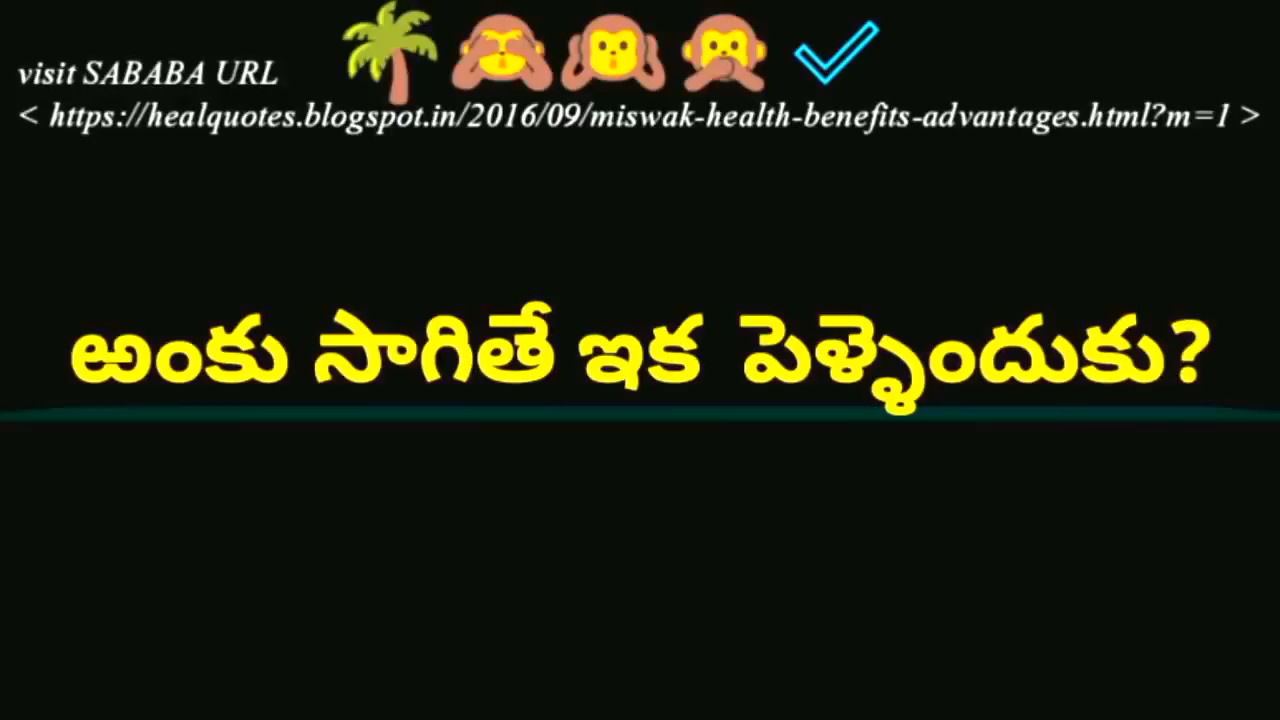 visit SABABA URL
< https://healquotes.blogspot.in/2016/09/miswak-health-benefits-advantages.html?m=1 >
ఱంకు సాగితే ఇక పెళ్ళెందుకు?